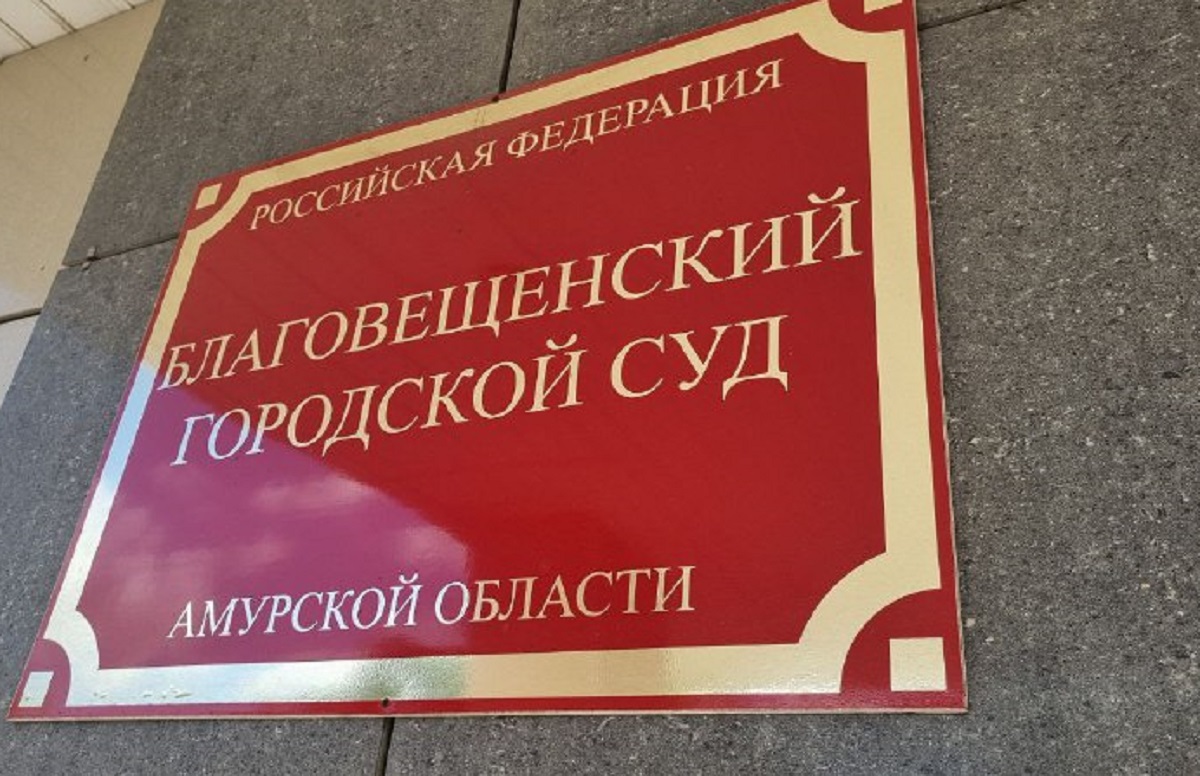 РОССИЙСКАЯ ФЕДЕРАЦИЯ
БЛАГОВЕЩЕНСКИЙ
ГОРОДСКОЙ СУД
АМУРСКОЙ ОБЛАСТИ